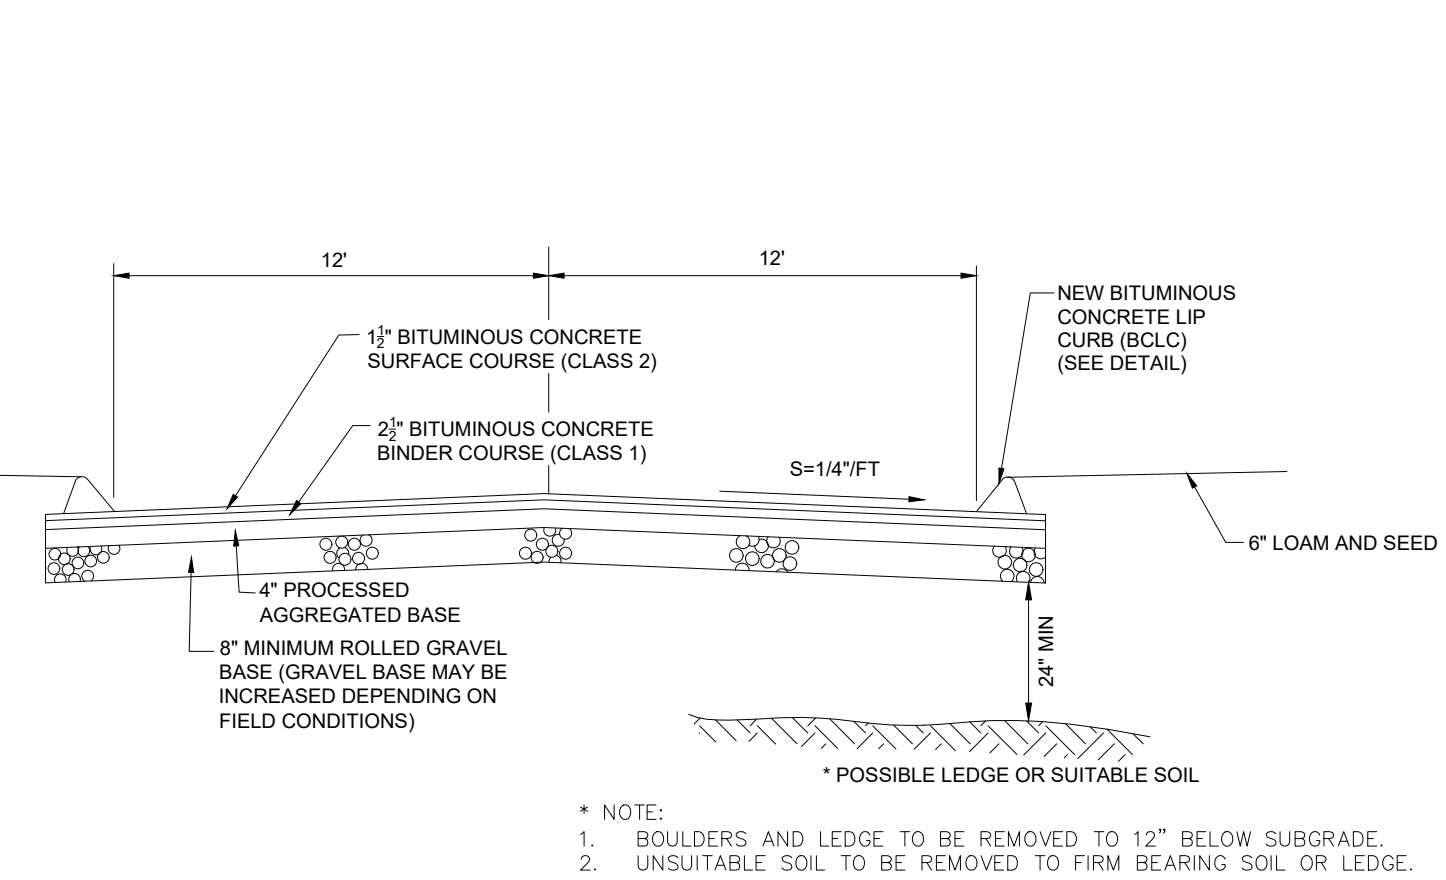 12'
12'
1½" BITUMINOUS CONCRETE
SURFACE COURSE (CLASS 2)
NEW BITUMINOUS
CONCRETE LIP
CURB (BCLC)
(SEE DETAIL)
2½" BITUMINOUS CONCRETE
BINDER COURSE (CLASS 1)
S=1/4"/FT
6" LOAM AND SEED
4" PROCESSED
AGGREGATED BASE
8" MINIMUM ROLLED GRAVEL
BASE (GRAVEL BASE MAY BE
INCREASED DEPENDING ON
FIELD CONDITIONS)
24" MIN
* POSSIBLE LEDGE OR SUITABLE SOIL
* NOTE:
1. BOULDERS AND LEDGE TO BE REMOVED TO 12" BELOW SUBGRADE.
2. UNSUITABLE SOIL TO BE REMOVED TO FIRM BEARING SOIL OR LEDGE.